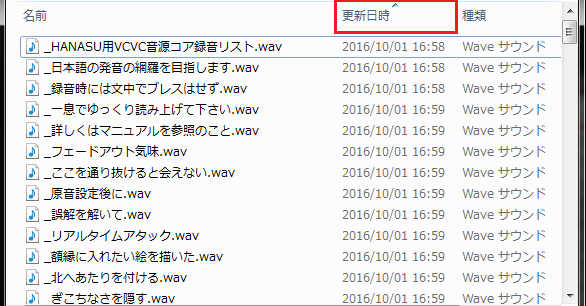 名前 更新日時 種類
_HANASU用VCVC音源コア録音リスト.wav 2016/10/01 16:58 Wave サウンド
_日本語の発音の網羅を目指します.wav 2016/10/01 16:58 Wave サウンド
_録音時には文中でブレスはせず.wav 2016/10/01 16:58 Wave サウンド
_一息でゆっくり読み上げて下さい.wav 2016/10/01 16:59 Wave サウンド
_詳しくはマニュアルを参照のこと.wav 2016/10/01 16:59 Wave サウンド
_フェードアウト気味.wav 2016/10/01 16:59 Wave サウンド
_ここを通り抜けると会えない.wav 2016/10/01 16:59 Wave サウンド
_原音設定後に.wav 2016/10/01 16:59 Wave サウンド
_誤解を解いて.wav 2016/10/01 16:59 Wave サウンド
_リアルタイムアタック.wav 2016/10/01 16:59 Wave サウンド
_額縁に入れたい絵を描いた.wav 2016/10/01 16:59 Wave サウンド
_北へあたりを付ける.wav 2016/10/01 16:59 Wave サウンド
_ぎこちなさを隠す.wav 2016/10/01 16:59 Wave サウンド